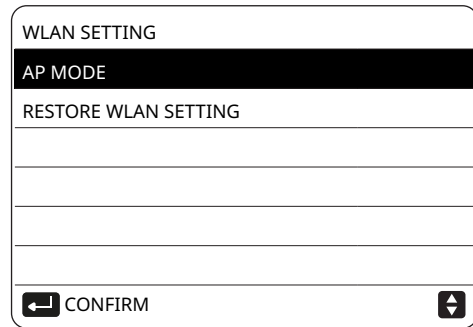 WLAN SETTING
AP MODE
RESTORE WLAN SETTING
CONFIRM